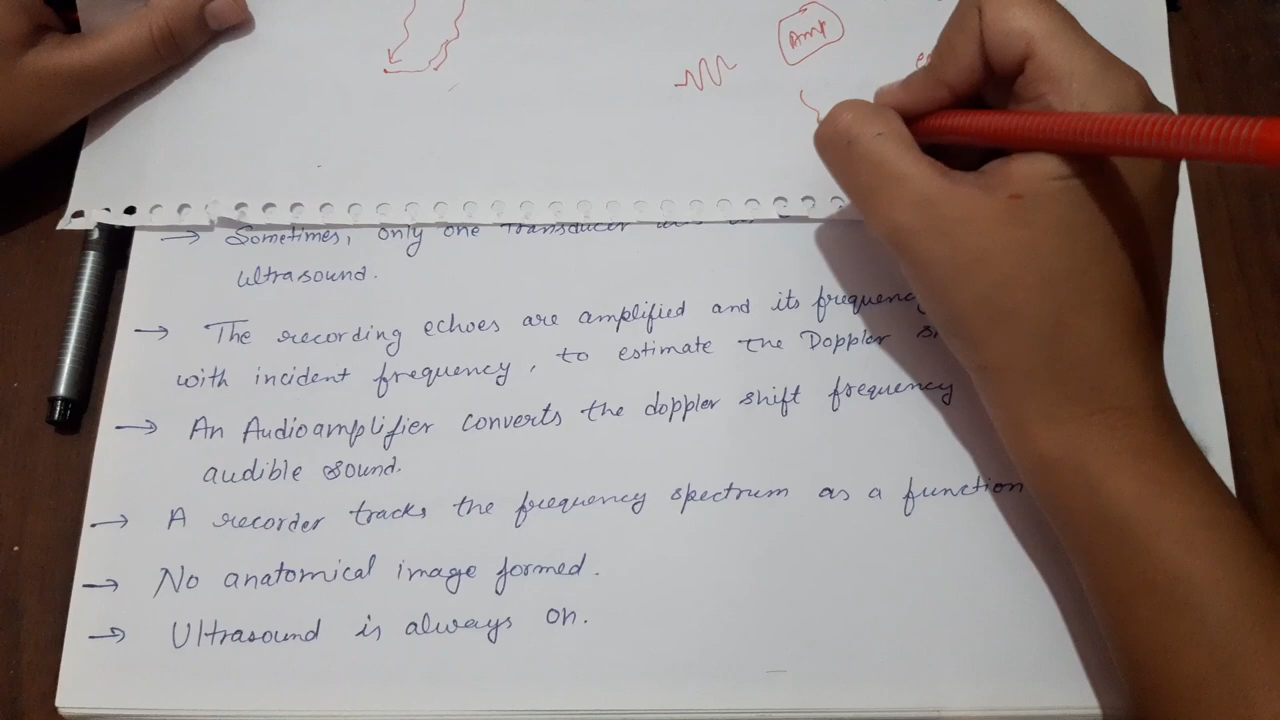 Amp
→ Sometimes, only one transducer
ultrasound.
→ The recording echoes are amplified and its frequency
with incident frequency, to estimate the Doppler
→ An Audioamplifier converts the doppler shift frequency
audible sound.
→ A recorder tracks the frequency spectrum as a function
→ No anatomical image formed.
→ Ultrasound is always on.